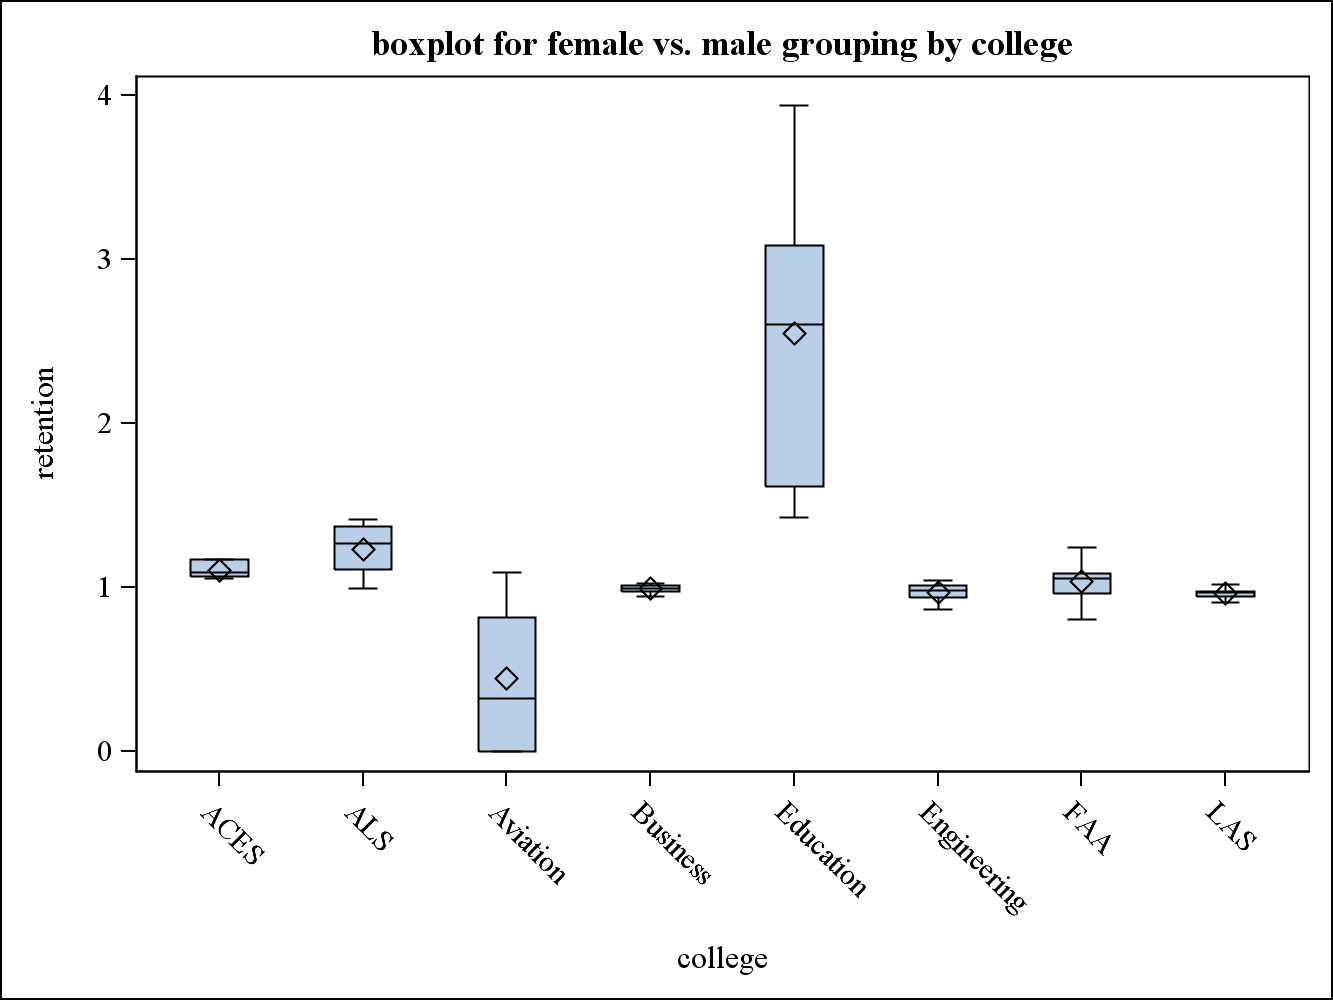 boxplot for female vs. male grouping by college
4
3
2
1
0
retention
ACES
ALS
Aviation
Business
Education
Engineering
FAA
LAS
college